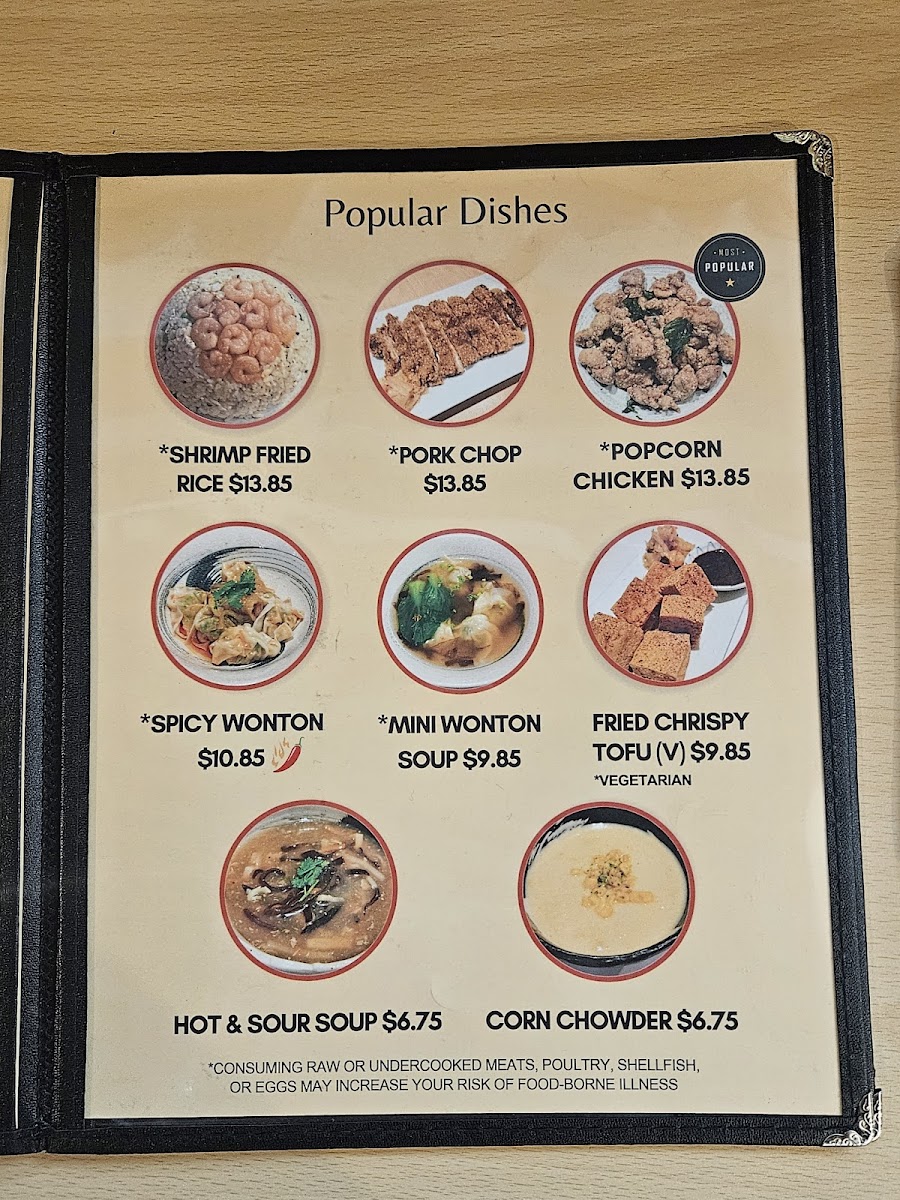 Popular Dishes
- MOST -
POPULAR
*SHRIMP FRIED
RICE $13.85
*PORK CHOP
$13.85
*POPCORN
CHICKEN $13.85
*SPICY WONTON
$10.85
*MINI WONTON
SOUP $9.85
FRIED CHRISPY
TOFU (V) $9.85
*VEGETARIAN
HOT & SOUR SOUP $6.75
CORN CHOWDER $6.75
*CONSUMING RAW OR UNDERCOOKED MEATS, POULTRY, SHELLFISH,
OR EGGS MAY INCREASE YOUR RISK OF FOOD-BORNE ILLNESS